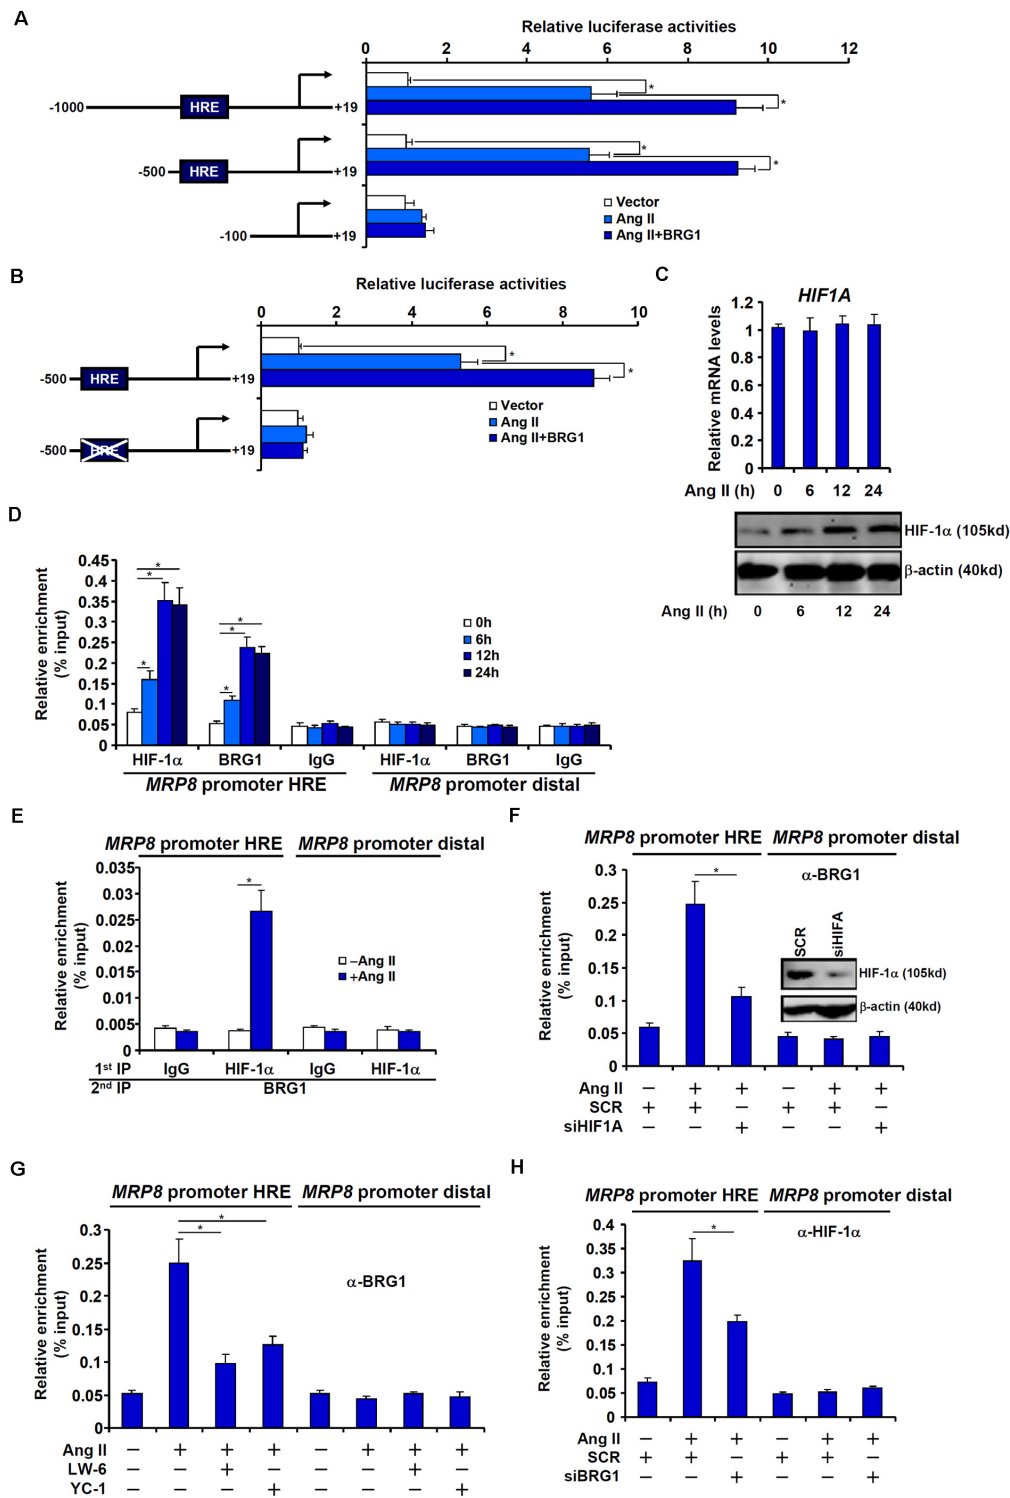 A
Relative luciferase activities
0 2 4 6 8 10 12
-1000 HRE +19
*
*
-500 HRE +19
*
*
-100 +19
Vector
Ang II
Ang II+BRG1
B
Relative luciferase activities
0 2 4 6 8 10
-500 HRE +19
*
*
-500 HRE +19
Vector
Ang II
Ang II+BRG1
C
HIF1A
Relative mRNA levels
1.2
1
0.8
0.6
0.4
0.2
0
Ang II (h) 0 6 12 24
HIF-1α (105kd)
β-actin (40kd)
Ang II (h) 0 6 12 24
D
Relative enrichment
(% input)
0.45
0.4
0.35
0.3
0.25
0.2
0.15
0.1
0.05
0
* * *
* * *
0h
6h
12h
24h
HIF-1α BRG1 IgG HIF-1α BRG1 IgG
MRP8 promoter HRE MRP8 promoter distal
E
MRP8 promoter HRE MRP8 promoter distal
Relative enrichment
(% input)
0.035
0.03
0.025
0.02
0.015
0.001
0.005
0
*
–Ang II
+Ang II
1st IP IgG HIF-1α IgG HIF-1α
2nd IP BRG1
F
MRP8 promoter HRE MRP8 promoter distal
α-BRG1
Relative enrichment
(% input)
0.3
0.25
0.2
0.15
0.1
0.05
0
*
SCR siHIFA
HIF-1α (105kd)
β-actin (40kd)
Ang II – + + – + +
SCR + + – + + –
siHIF1A – – + – – +
G
MRP8 promoter HRE MRP8 promoter distal
α-BRG1
Relative enrichment
(% input)
0.3
0.25
0.2
0.15
0.1
0.05
0
*
*
Ang II – + + + – + + +
LW-6 – – + – – – + –
YC-1 – – – + – – – +
H
MRP8 promoter HRE MRP8 promoter distal
α-HIF-1α
Relative enrichment
(% input)
0.4
0.35
0.3
0.25
0.2
0.15
0.1
0.05
0
*
Ang II – + + – + +
SCR + + – + + –
siBRG1 – – + – – +